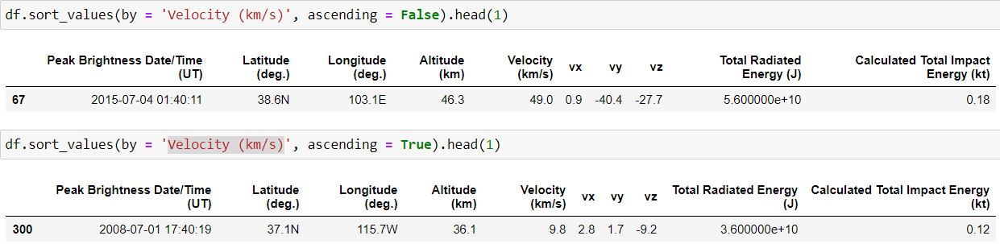 df.sort_values(by = 'Velocity (km/s)', ascending = False).head(1)
Peak Brightness Date/Time (UT) Latitude (deg.) Longitude (deg.) Altitude (km) Velocity (km/s) vx vy vz Total Radiated Energy (J) Calculated Total Impact Energy (kt)
67 2015-07-04 01:40:11 38.6N 103.1E 46.3 49.0 0.9 -40.4 -27.7 5.600000e+10 0.18
df.sort_values(by = 'Velocity (km/s)', ascending = True).head(1)
Peak Brightness Date/Time (UT) Latitude (deg.) Longitude (deg.) Altitude (km) Velocity (km/s) vx vy vz Total Radiated Energy (J) Calculated Total Impact Energy (kt)
300 2008-07-01 17:40:19 37.1N 115.7W 36.1 9.8 2.8 1.7 -9.2 3.600000e+10 0.12